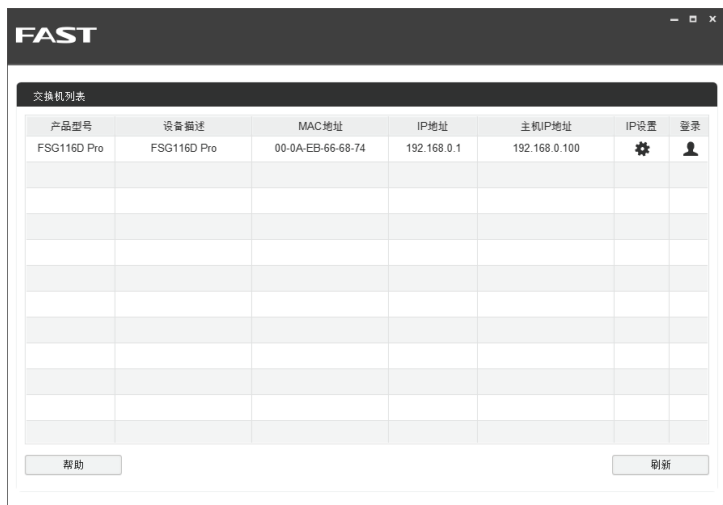 FAST
交换机列表
产品型号 设备描述 MAC地址 IP地址 主机IP地址 IP设置 登录
FSG116D Pro FSG116D Pro 00-0A-EB-66-68-74 192.168.0.1 192.168.0.100
帮助 刷新